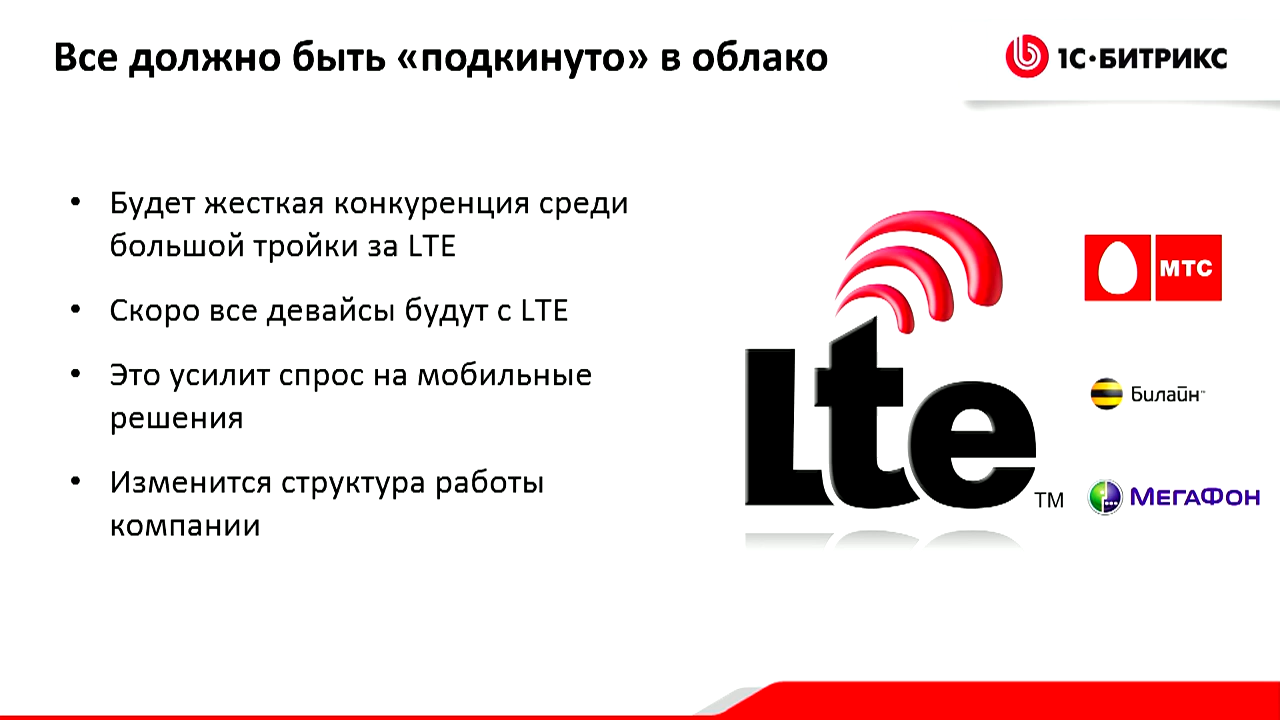 Все должно быть «подкинуто» в облако
1С·БИТРИКС
• Будет жесткая конкуренция среди
большой тройки за LTE
• Скоро все девайсы будут с LTE
• Это усилит спрос на мобильные
решения
• Изменится структура работы
компании
Lte TM
МТС
Билайн™
МЕГАФОН